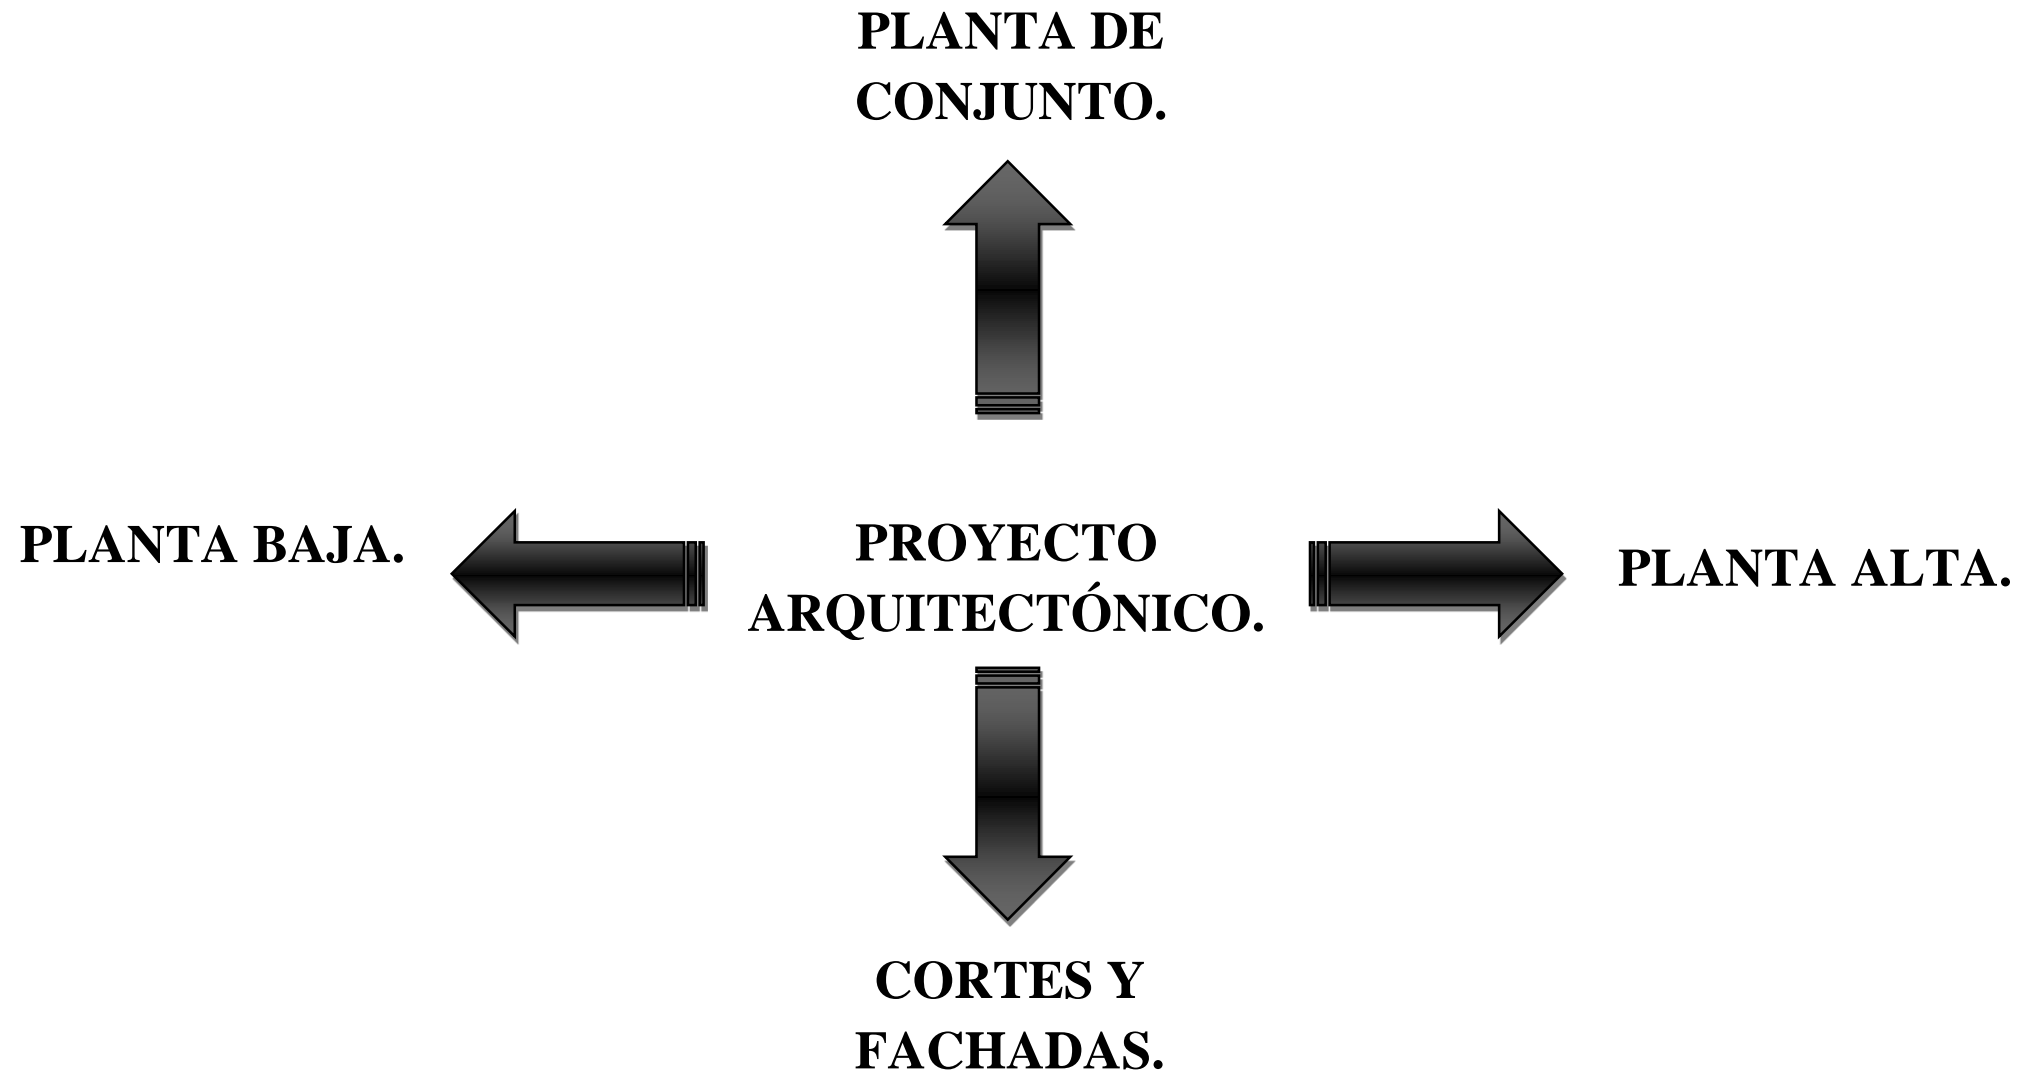 PLANTA DE
CONJUNTO.
PLANTA BAJA.
PROYECTO
ARQUITECTÓNICO.
PLANTA ALTA.
CORTES Y
FACHADAS.